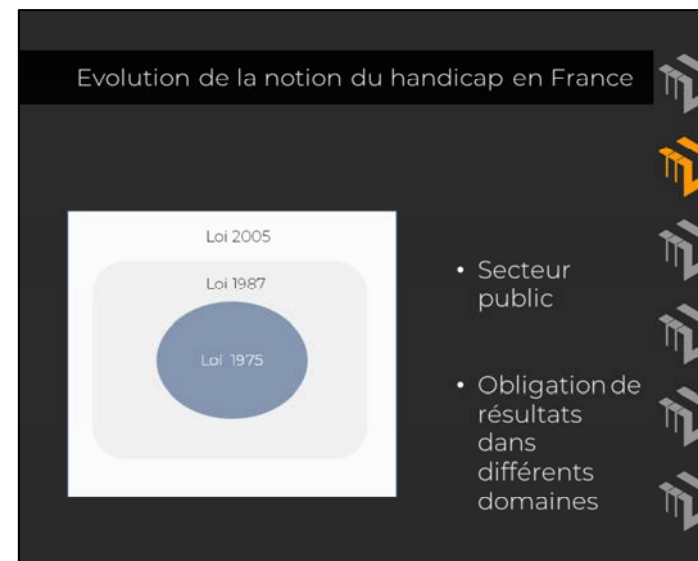 Evolution de la notion du handicap en France
Loi 2005
Loi 1987
Loi 1975
• Secteur
public
• Obligation de
résultats
dans
différents
domaines